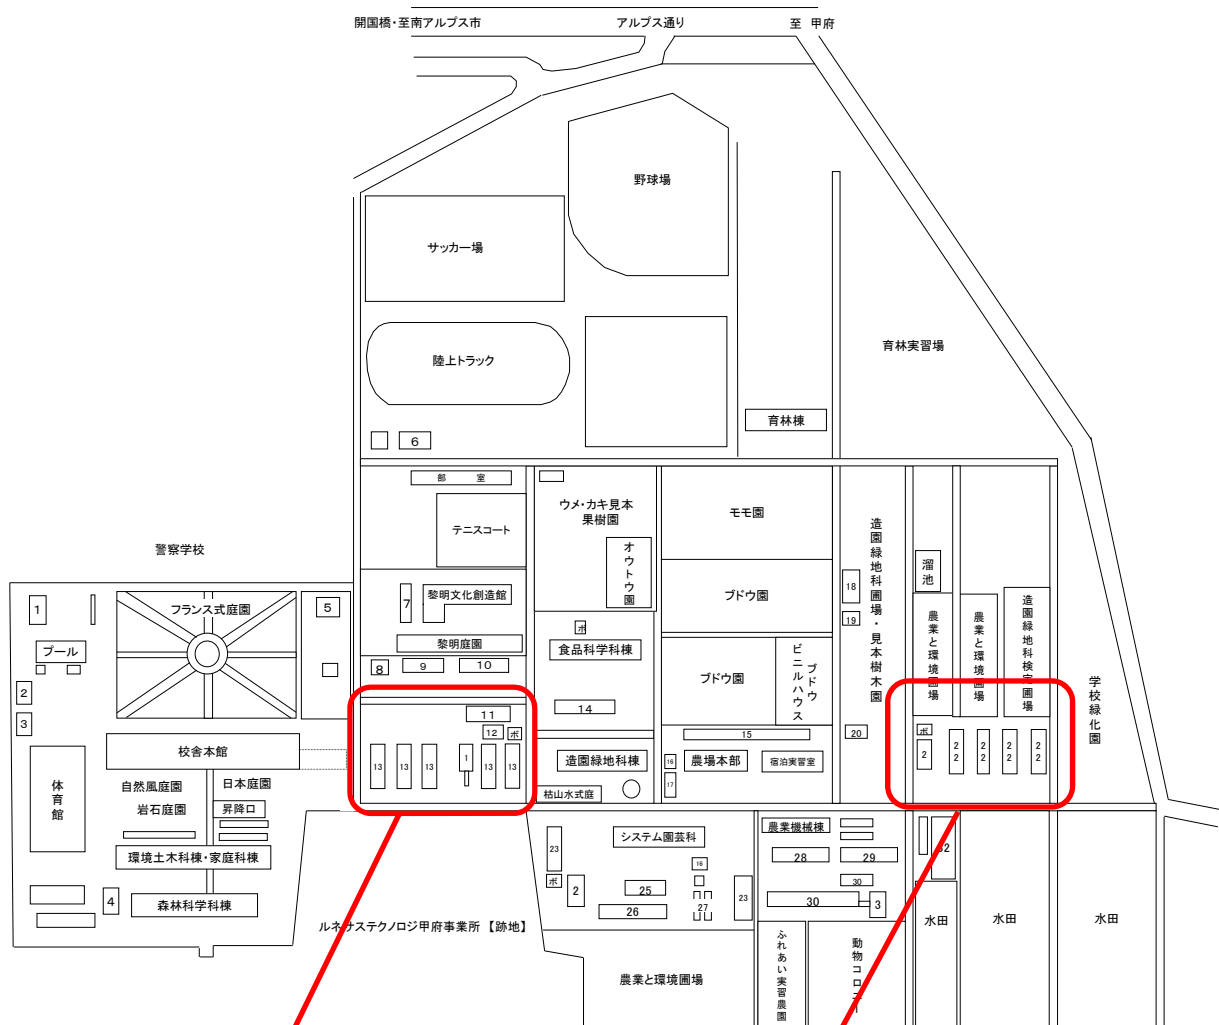 開国橋・至南アルプス市
アルプス通り
至 甲府
野球場
サッカー場
陸上トラック
育林実習場
育林棟
6
部 室
テニスコート
ウメ・カキ見本
果樹園
オウトウ園
モモ園
造園緑地科圃場・見本樹木園
溜池
警察学校
1
フランス式庭園
5
7
黎明文化創造館
ブドウ園
18
19
農業と環境圃場
農業と環境圃場
造園緑地科検定圃場
プール
黎明庭園
ボ
食品科学科棟
8
9
10
ブドウ園
ブドウ
ビニルハウス
学校緑化園
2
3
11
12
ボ
14
15
20
ボ
校舎本館
13
13
13
1
13
13
造園緑地科棟
16
17
農場本部
宿泊実習室
2
22
22
22
22
体育館
自然風庭園
日本庭園
岩石庭園
昇降口
枯山水式庭
環境土木科棟・家庭科棟
4
森林科学科棟
システム園芸科
農業機械棟
23
ボ
2
16
25
26
27
23
28
29
30
30
3
32
ルネサステクノロジ甲府事業所 【跡地】
水田
水田
水田
農業と環境圃場
ふれあい実習農園
動物コロニー